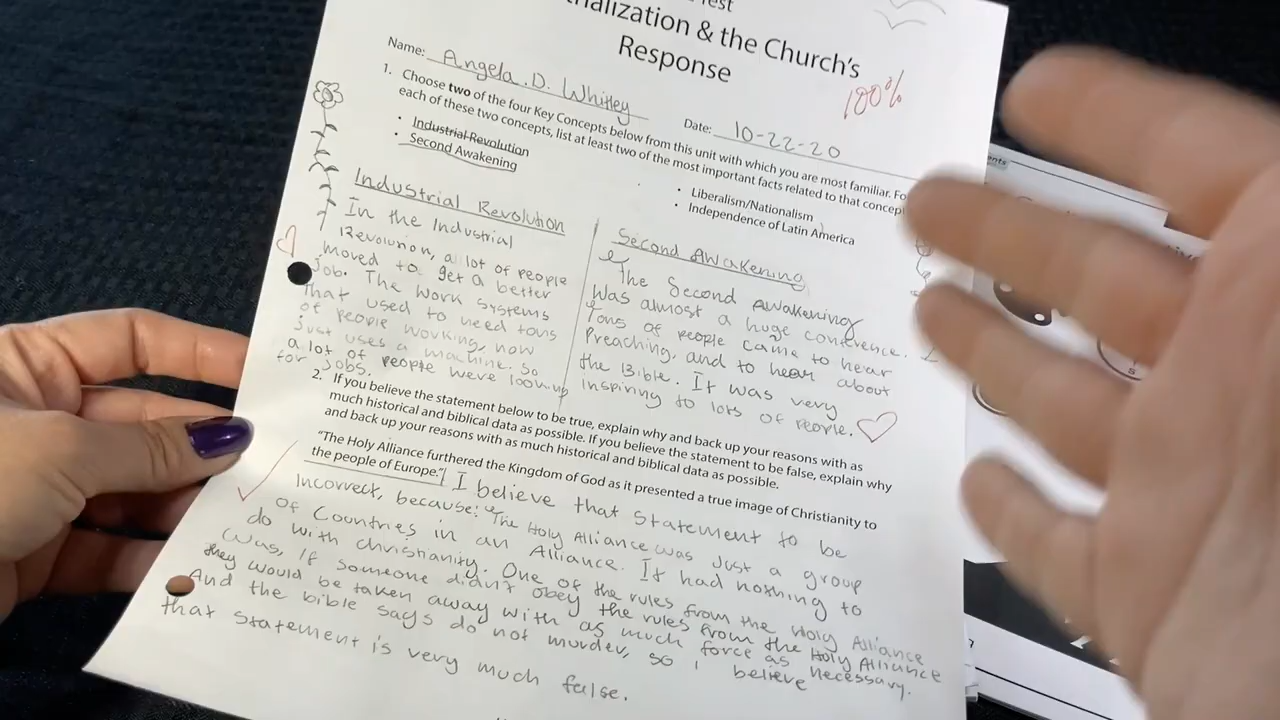 Test
rialization & the Church's
Response
100%
Name: Angela. D. Whitley
Date: 10-22-20
1. Choose two of the four Key Concepts below from this unit with which you are most familiar. For
each of these two concepts, list at least two of the most important facts related to that concept
• Industrial Revolution
• Second Awakening
• Liberalism/Nationalism
• Independence of Latin America
Industrial Revolution
In the Industrial
Revolution, a lot of people
moved to get a better
job. The work systems
that used to need tons
of people working, now
just uses a machine. So
a lot of people were looking
for jobs.
Second Awakening
The Second Awakening
was almost a huge conference.
Tons of people came to hear
Preaching, and to hear about
the Bible. It was very
inspiring to lots of people.
2. If you believe the statement below to be true, explain why and back up your reasons with as
much historical and biblical data as possible. If you believe the statement to be false, explain why
and back up your reasons with as much historical and biblical data as possible.
"The Holy Alliance furthered the Kingdom of God as it presented a true image of Christianity to
the people of Europe." I believe that statement to be
incorrect, because: The Holy Alliance was Just a group
of Countries in an Alliance. It had nothing to
do with christianity. One of the rules from the Holy Alliance
was, If someone didn't obey the rules from the Holy Alliance
they would be taken away with as much force as necessary.
And the bible says do not murder, so i believe
that statement is very much false.